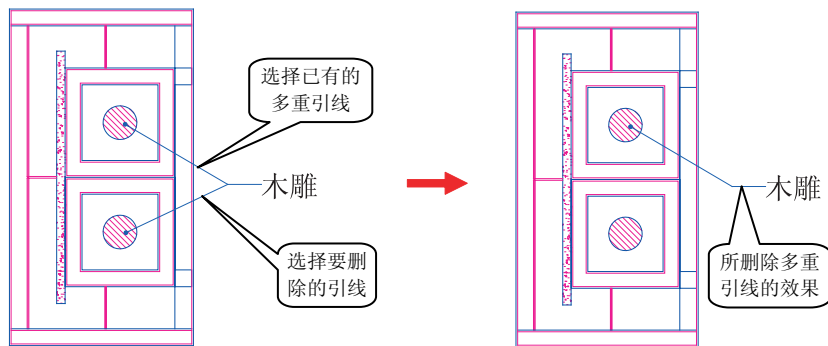 选择已有的
多重引线
木雕
选择要删
除的引线
木雕
所删除多重
引线的效果